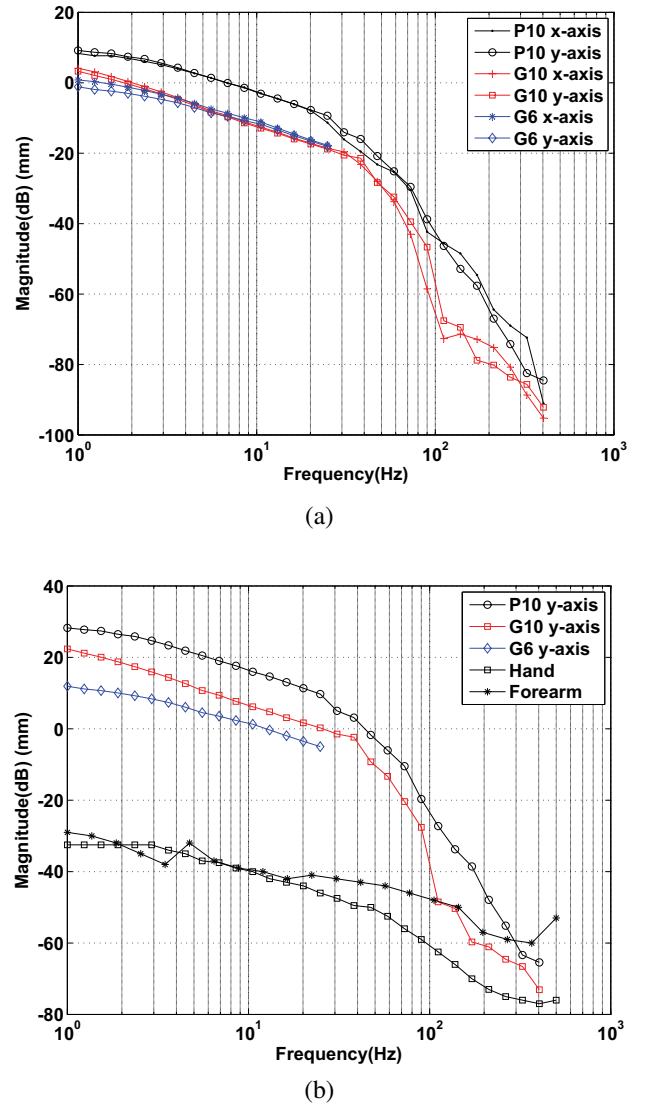 20
0
-20
-40
-60
-80
-100
Magnitude(dB) (mm)
P10 x-axis
P10 y-axis
G10 x-axis
G10 y-axis
G6 x-axis
G6 y-axis
10^0
10^1
10^2
10^3
Frequency(Hz)
(a)
40
20
0
-20
-40
-60
-80
Magnitude(dB) (mm)
P10 y-axis
G10 y-axis
G6 y-axis
Hand
Forearm
10^0
10^1
10^2
10^3
Frequency(Hz)
(b)